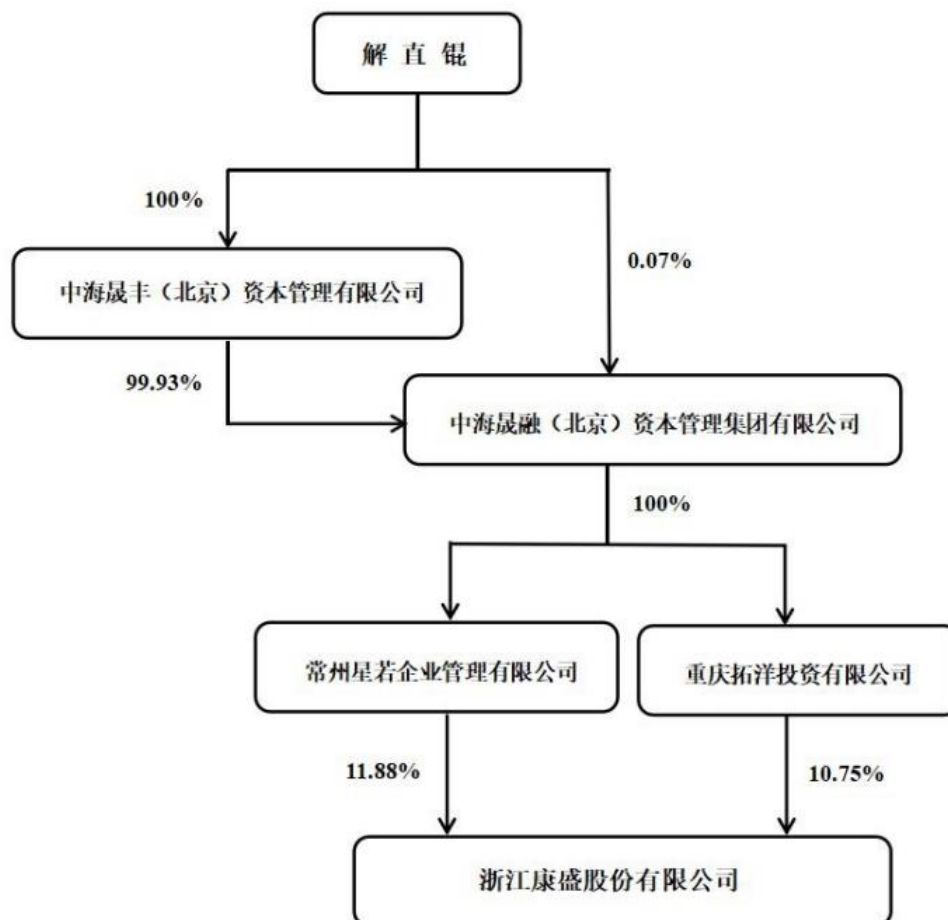 解 直 锟
100%
0.07%
中海晟丰（北京）资本管理有限公司
99.93%
中海晟融（北京）资本管理集团有限公司
100%
常州星若企业管理有限公司
重庆拓洋投资有限公司
11.88%
10.75%
浙江康盛股份有限公司